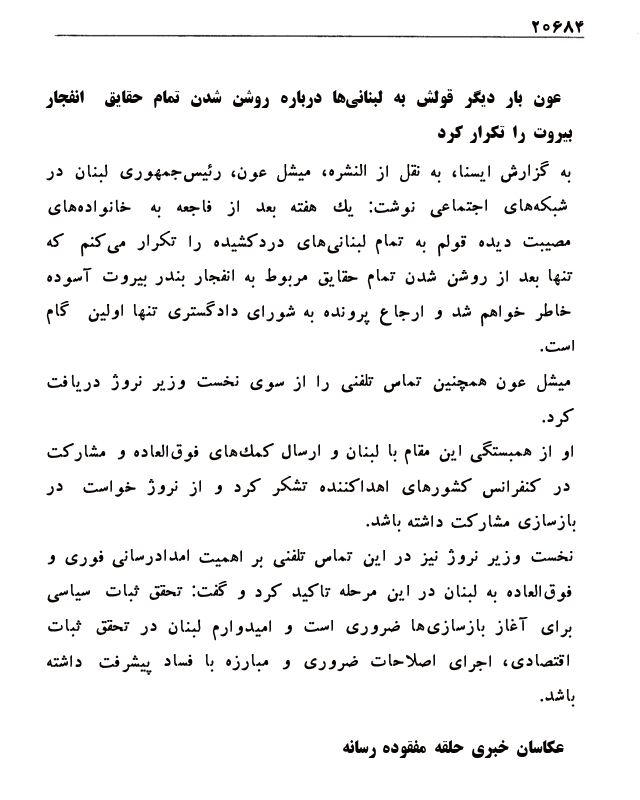 ۲۰۶۸۴
عون بار دیگر قولش به لبنانی‌ها درباره روشن شدن تمام حقایق انفجار
بیروت را تکرار کرد
به گزارش ایسنا، به نقل از النشره، میشل عون، رئیس‌جمهوری لبنان در
شبکه‌های اجتماعی نوشت: یك هفته بعد از فاجعه به خانواده‌های
مصیبت دیده قولم به تمام لبنانی‌های دردکشیده را تکرار می‌کنم که
تنها بعد از روشن شدن تمام حقایق مربوط به انفجار بندر بیروت آسوده
خاطر خواهم شد و ارجاع پرونده به شورای دادگستری تنها اولین گام
است.
میشل عون همچنین تماس تلفنی را از سوی نخست وزیر نروژ دریافت
کرد.
او از همبستگی این مقام با لبنان و ارسال کمك‌های فوق‌العاده و مشارکت
در کنفرانس کشورهای اهداکننده تشکر کرد و از نروژ خواست در
بازسازی مشارکت داشته باشد.
نخست وزیر نروژ نیز در این تماس تلفنی بر اهمیت امدادرسانی فوری و
فوق‌العاده به لبنان در این مرحله تاکید کرد و گفت: تحقق ثبات سیاسی
برای آغاز بازسازی‌ها ضروری است و امیدوارم لبنان در تحقق ثبات
اقتصادی، اجرای اصلاحات ضروری و مبارزه با فساد پیشرفت داشته
باشد.
عکاسان خبری حلقه مفقوده رسانه